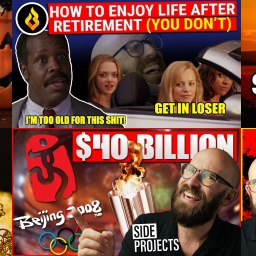 HOW TO ENJOY LIFE AFTER
RETIREMENT (YOU DON'T)
I'M TOO OLD FOR THIS SHIT!
GET IN LOSER
$40 BILLION
Beijing 2008
SIDE
PROJECTS